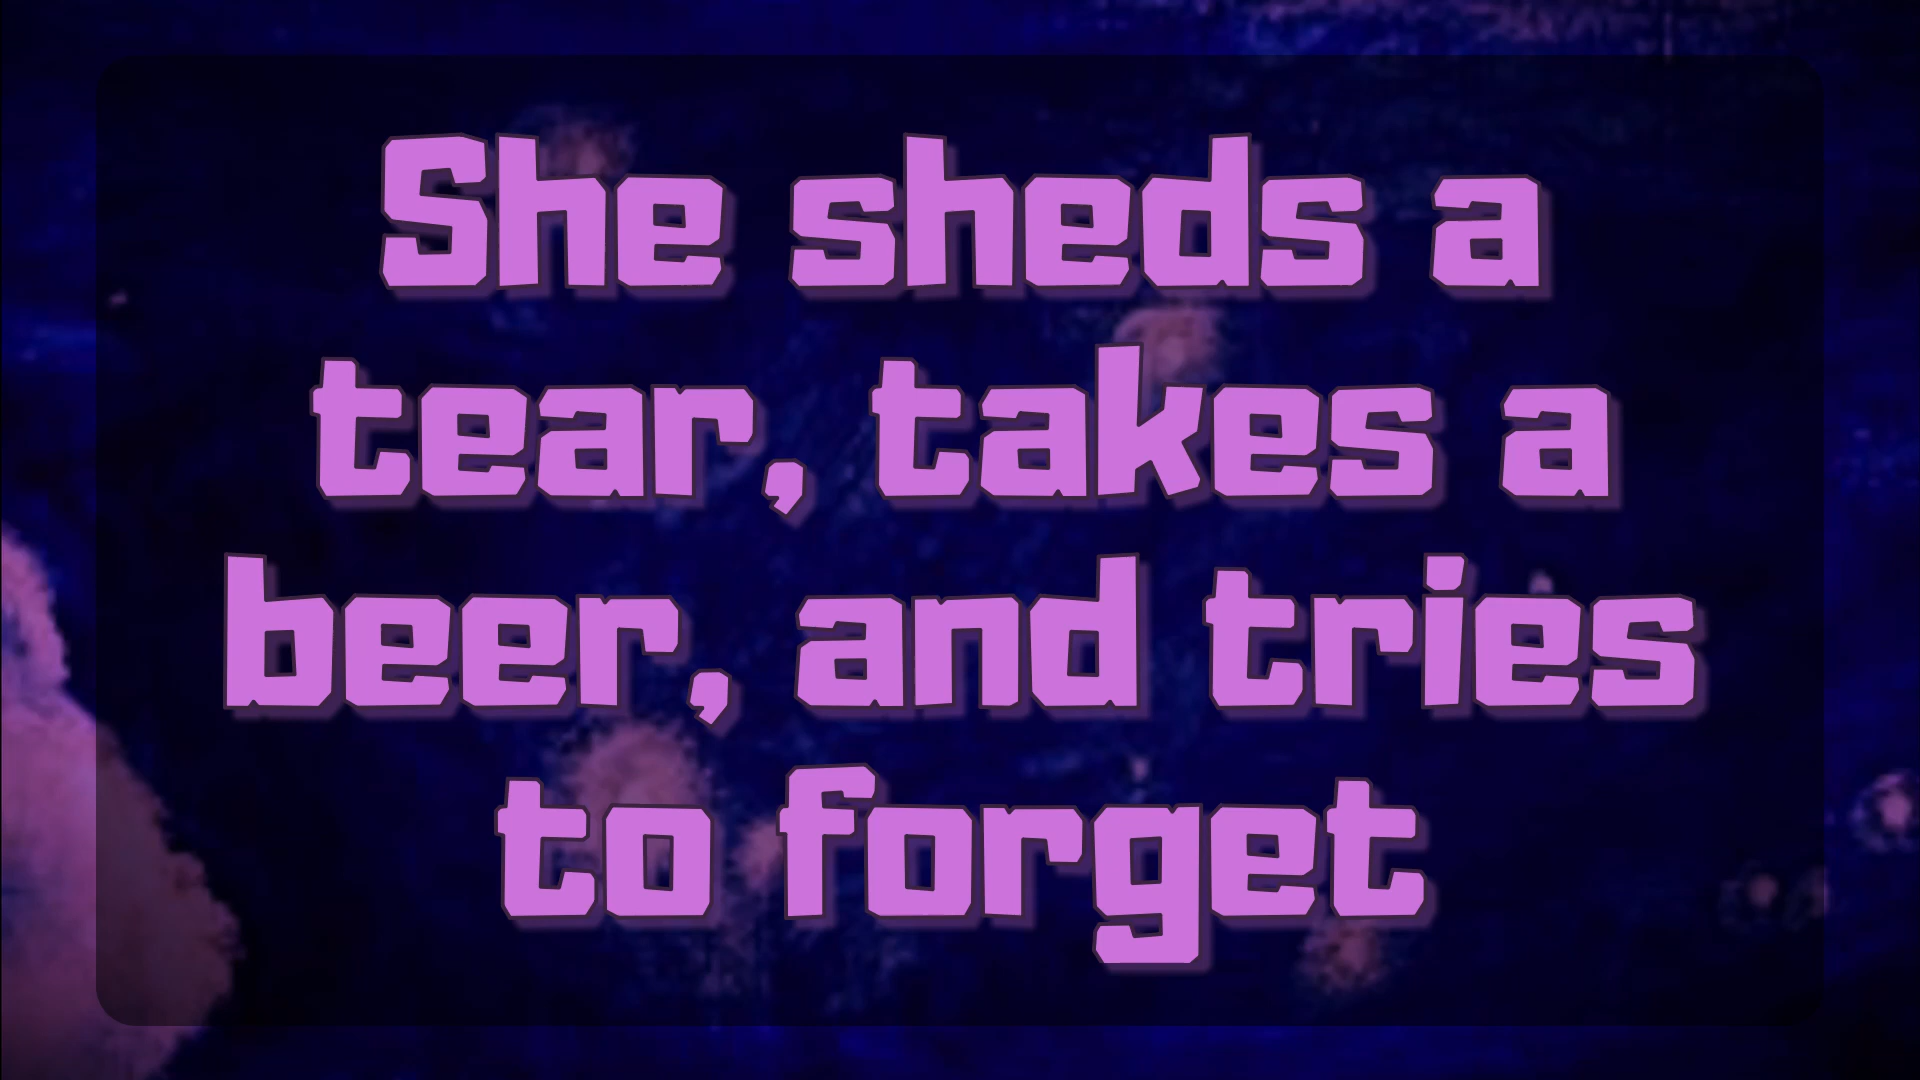 She sheds a
tear, takes a
beer, and tries
to forget